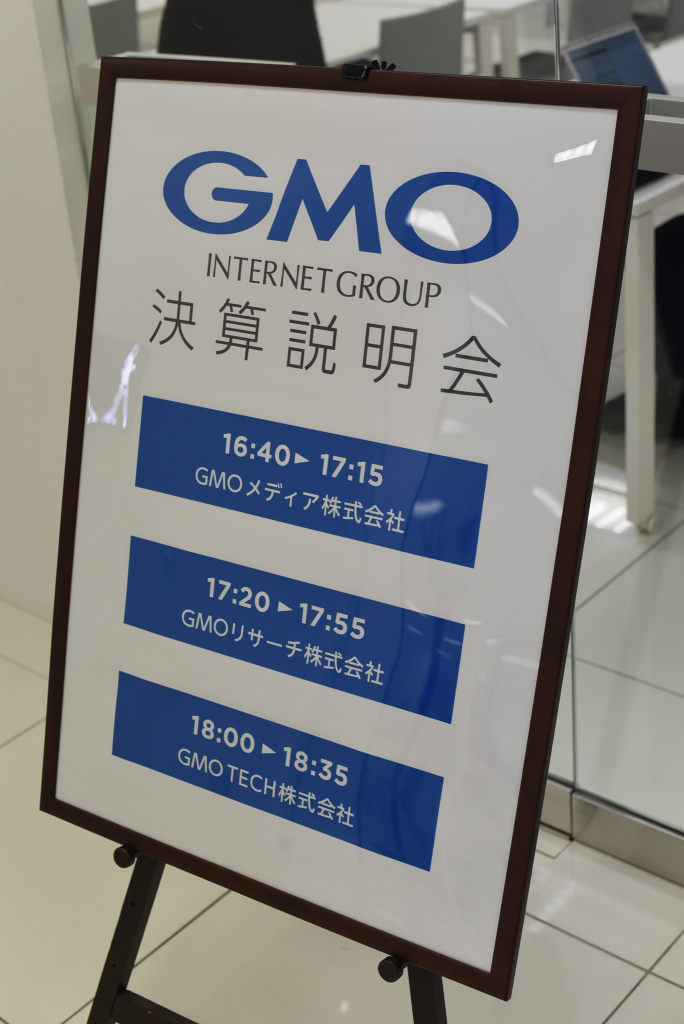 GMO
INTERNET GROUP
決算説明会
16:40▶17:15
GMOメディア株式会社
17:20▶17:55
GMOリサーチ株式会社
18:00▶18:35
GMO TECH株式会社